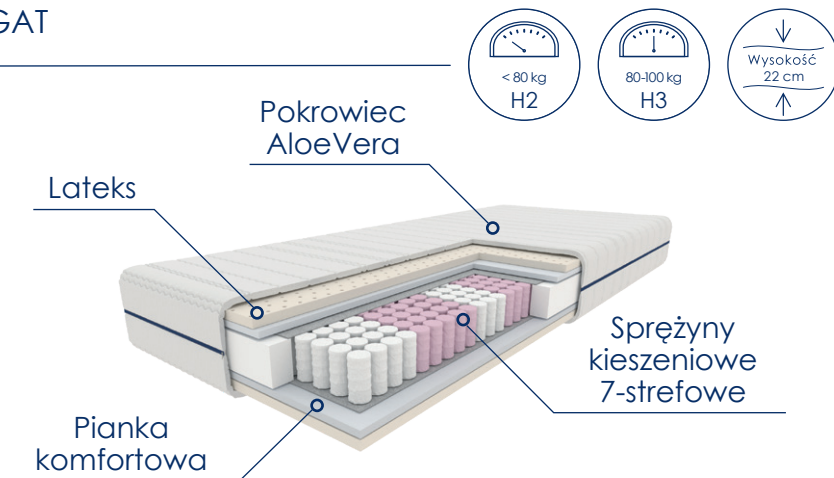 GAT
< 80 kg
H2
80-100 kg
H3
Wysokość
22 cm
Pokrowiec
AloeVera
Lateks
Sprężyny
kieszeniowe
7-strefowe
Pianka
komfortowa